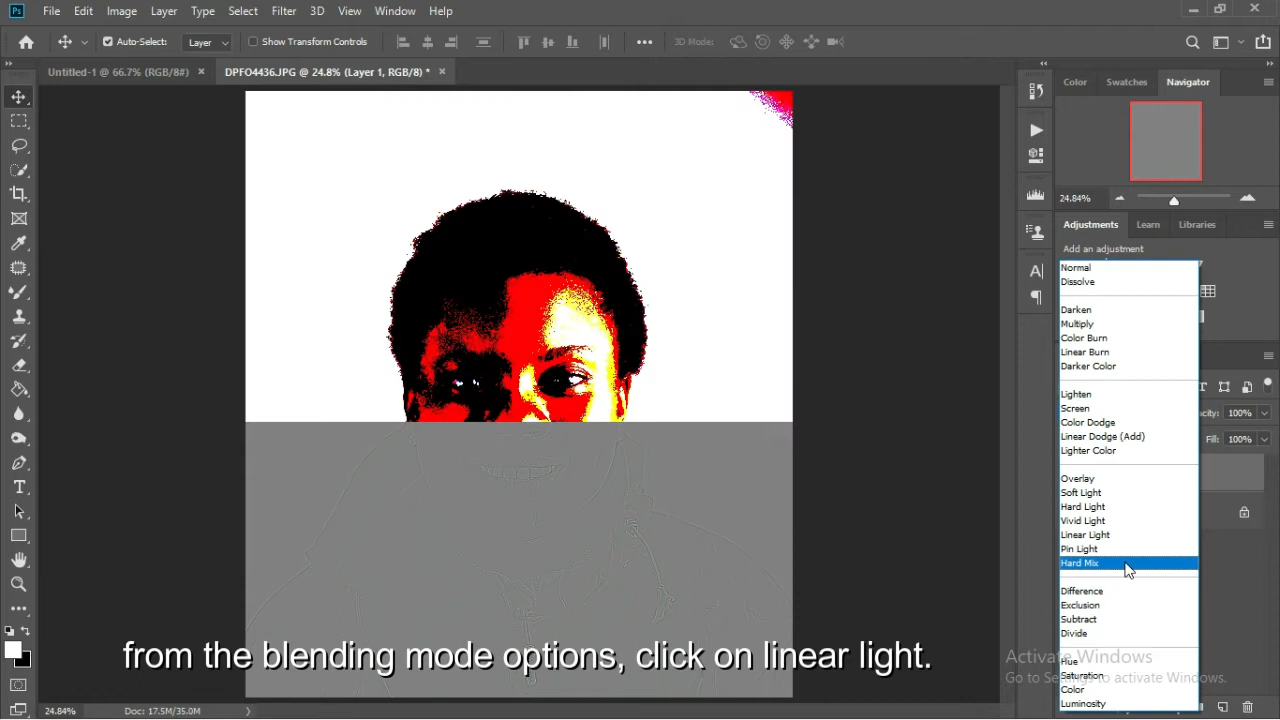 Ps File Edit Image Layer Type Select Filter 3D View Window Help
Auto-Select: Layer Show Transform Controls 3D Mode:
Untitled-1 @ 66.7% (RGB/8#) × DPFO4436.JPG @ 24.8% (Layer 1, RGB/8) * ×
Color Swatches Navigator
24.84%
Adjustments Learn Libraries
Add an adjustment
Normal
Dissolve
Darken
Multiply
Color Burn
Linear Burn
Darker Color
Lighten
Screen
Color Dodge
Linear Dodge (Add)
Lighter Color
Overlay
Soft Light
Hard Light
Vivid Light
Linear Light
Pin Light
Hard Mix
Difference
Exclusion
Subtract
Divide
Hue
Saturation
Color
Luminosity
100%
Fill: 100%
from the blending mode options, click on linear light.
Activate Windows
Go to Settings to activate Windows.
24.84% Doc: 17.5M/35.0M